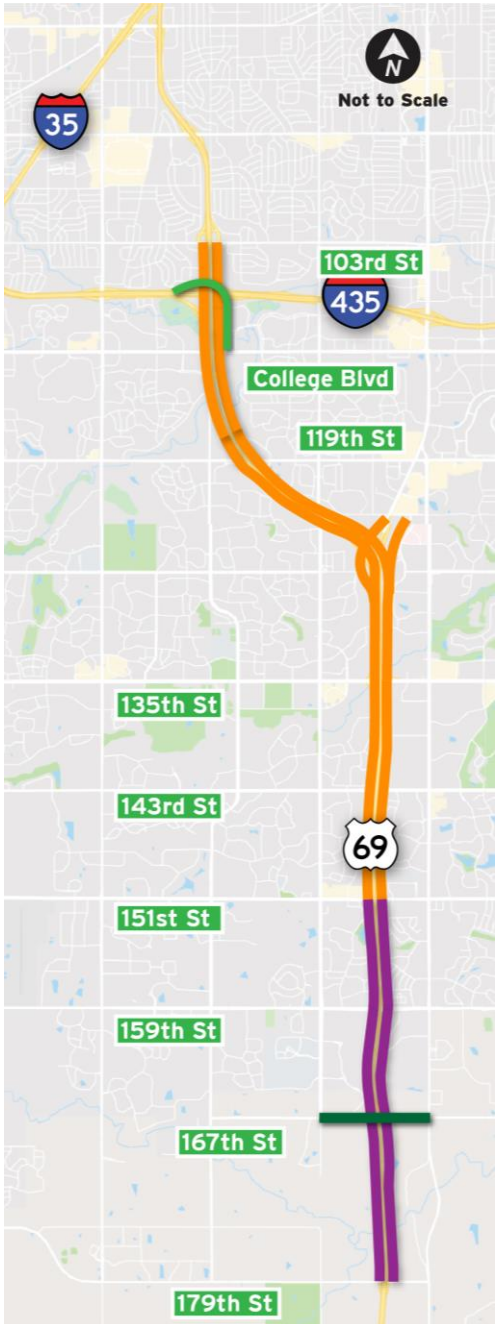 N
Not to Scale
35
103rd St
435
College Blvd
119th St
135th St
143rd St
69
151st St
159th St
167th St
179th St